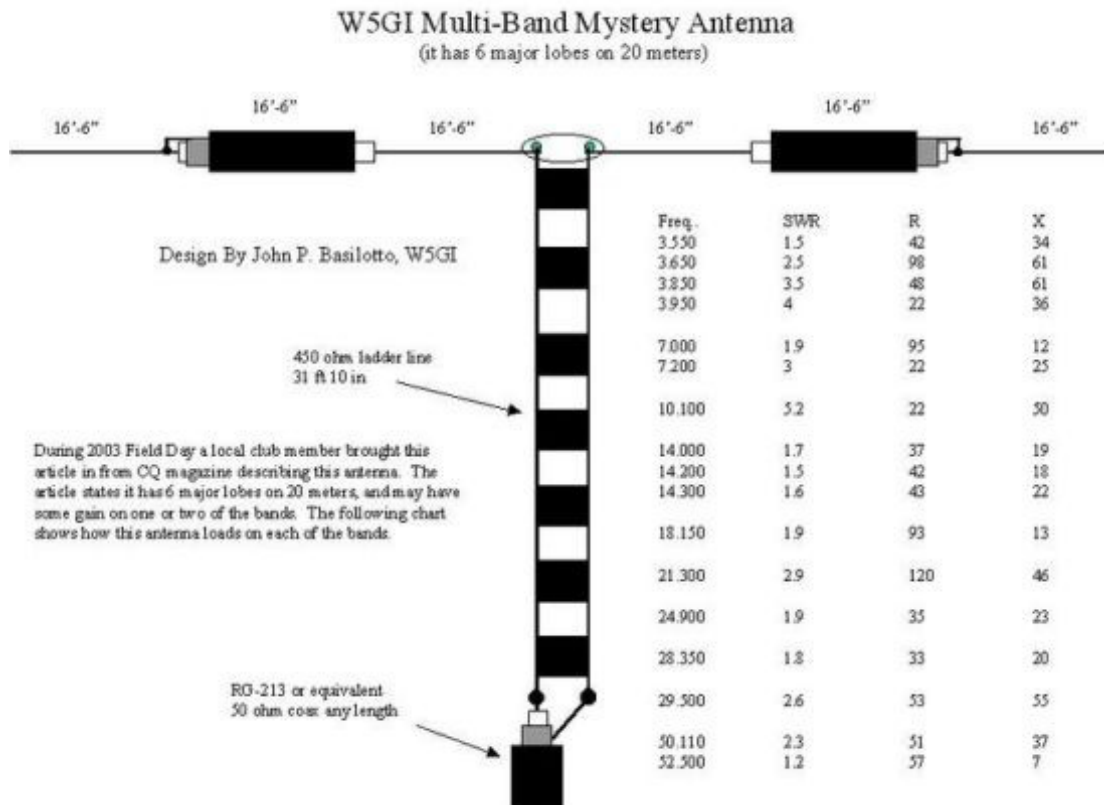 W5GI Multi-Band Mystery Antenna
(it has 6 major lobes on 20 meters)
16'-6" 16'-6" 16'-6" 16'-6" 16'-6" 16'-6"
Design By John P. Basilotto, W5GI
Freq.. SWR R X
3.550 1.5 42 34
3.650 2.5 98 61
3.850 3.5 48 61
3.950 4 22 36
7.000 1.9 95 12
7.200 3 22 25
10.100 5.2 22 50
14.000 1.7 37 19
14.200 1.5 42 18
14.300 1.6 43 22
18.150 1.9 93 13
21.300 2.9 120 46
24.900 1.9 35 23
28.350 1.8 33 20
29.500 2.6 53 55
50.110 2.3 51 37
52.500 1.2 57 7
450 ohm ladder line
31 ft 10 in
During 2003 Field Day a local club member brought this
article in from CQ magazine describing this antenna. The
article states it has 6 major lobes on 20 meters, and may have
some gain on one or two of the bands. The following chart
shows how this antenna loads on each of the bands.
RG-213 or equivalent
50 ohm coax any length